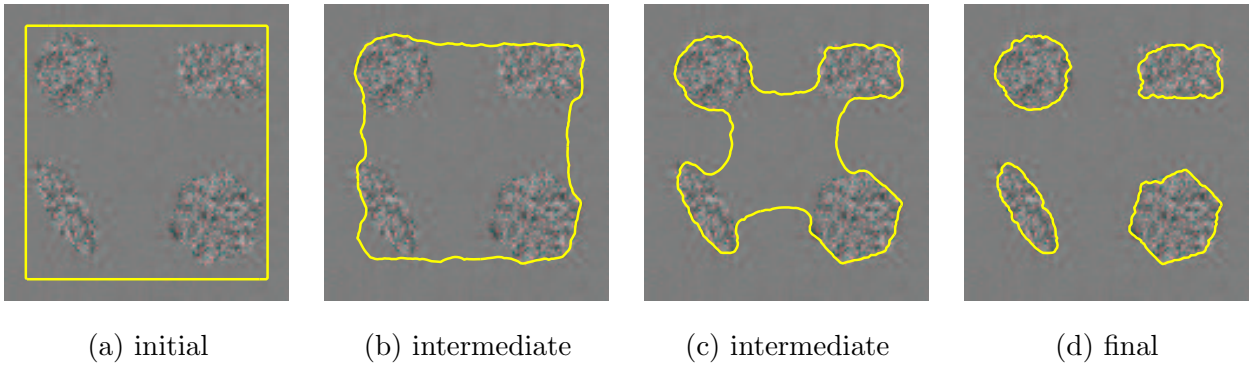 (a) initial
(b) intermediate
(c) intermediate
(d) final